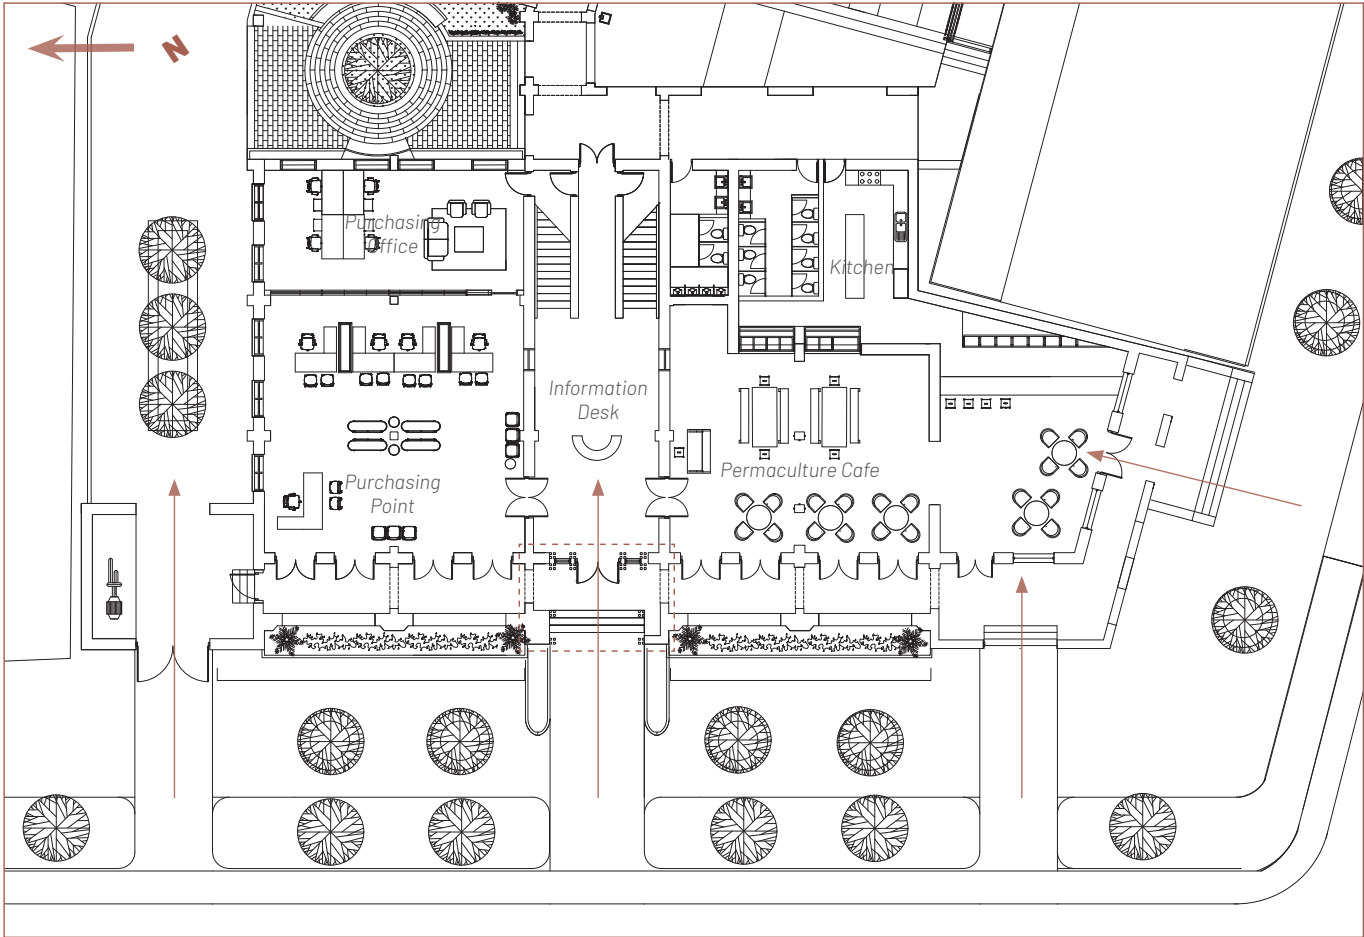 N
Purchasing
Office
Kitchen
Information
Desk
Permaculture Cafe
Purchasing
Point